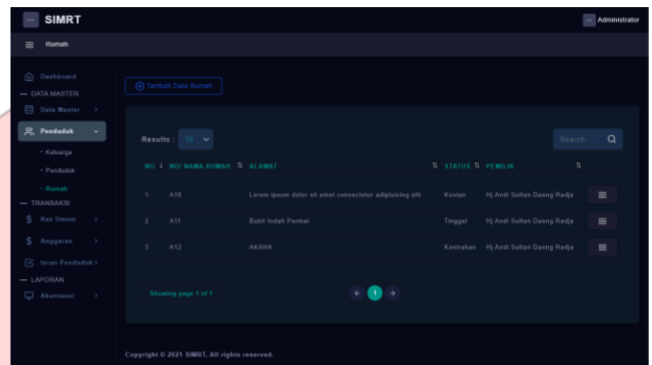 SIMRT
Administrator
Rumah
Dashboard
DATA MASTER
Data Master
Penduduk
Keluarga
Penduduk
Rumah
TRANSAKSI
Kas Umum
Anggaran
Iuran Penduduk
LAPORAN
Akuntansi
Tambah Data Rumah
Results : 10
Search...
NO NO/ NAMA RUMAH ALAMAT STATUS PEMILIK
1 A10 Lorem ipsum dolor sit amet consectetur adipisicing elit. Kostan Hj Andi Sultan Daeng Radja
2 A11 Bukit Indah Permai Tinggal Hj Andi Sultan Daeng Radja
3 A12 AKAHA Kontrakan Hj Andi Sultan Daeng Radja
Showing page 1 of 1
1
Copyright © 2021 SIMRT, All rights reserved.